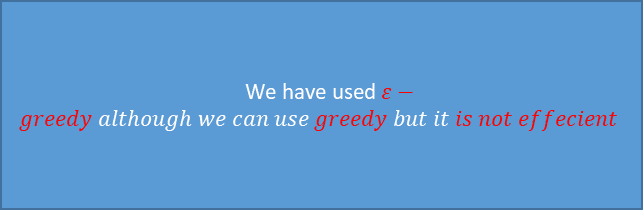 We have used ε −
greedy although we can use greedy but it is not effecient